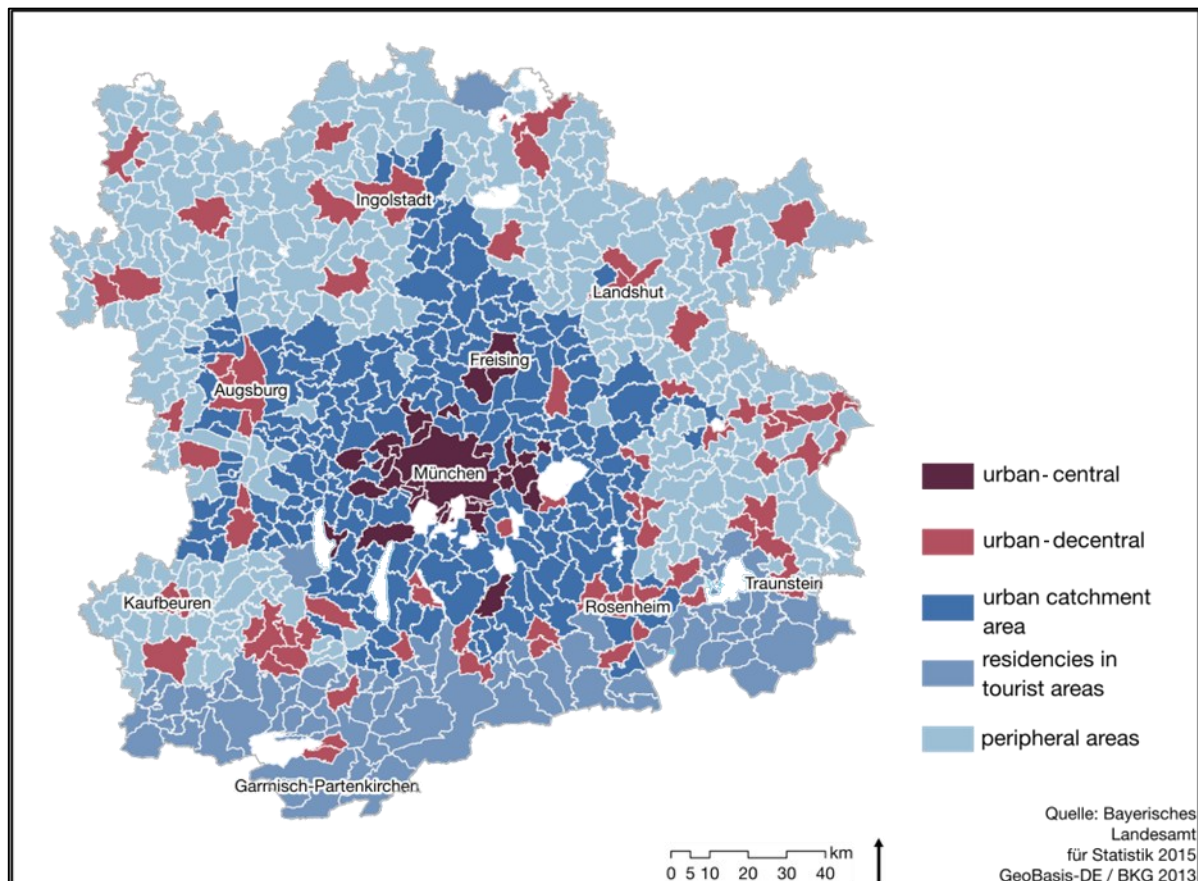 Ingolstadt
Landshut
Freising
Augsburg
München
Kaufbeuren
Rosenheim
Traunstein
Garmisch-Partenkirchen
urban-central
urban-decentral
urban catchment
area
residencies in
tourist areas
peripheral areas
Quelle: Bayerisches
Landesamt
für Statistik 2015
GeoBasis-DE / BKG 2013
km
0 5 10 20 30 40